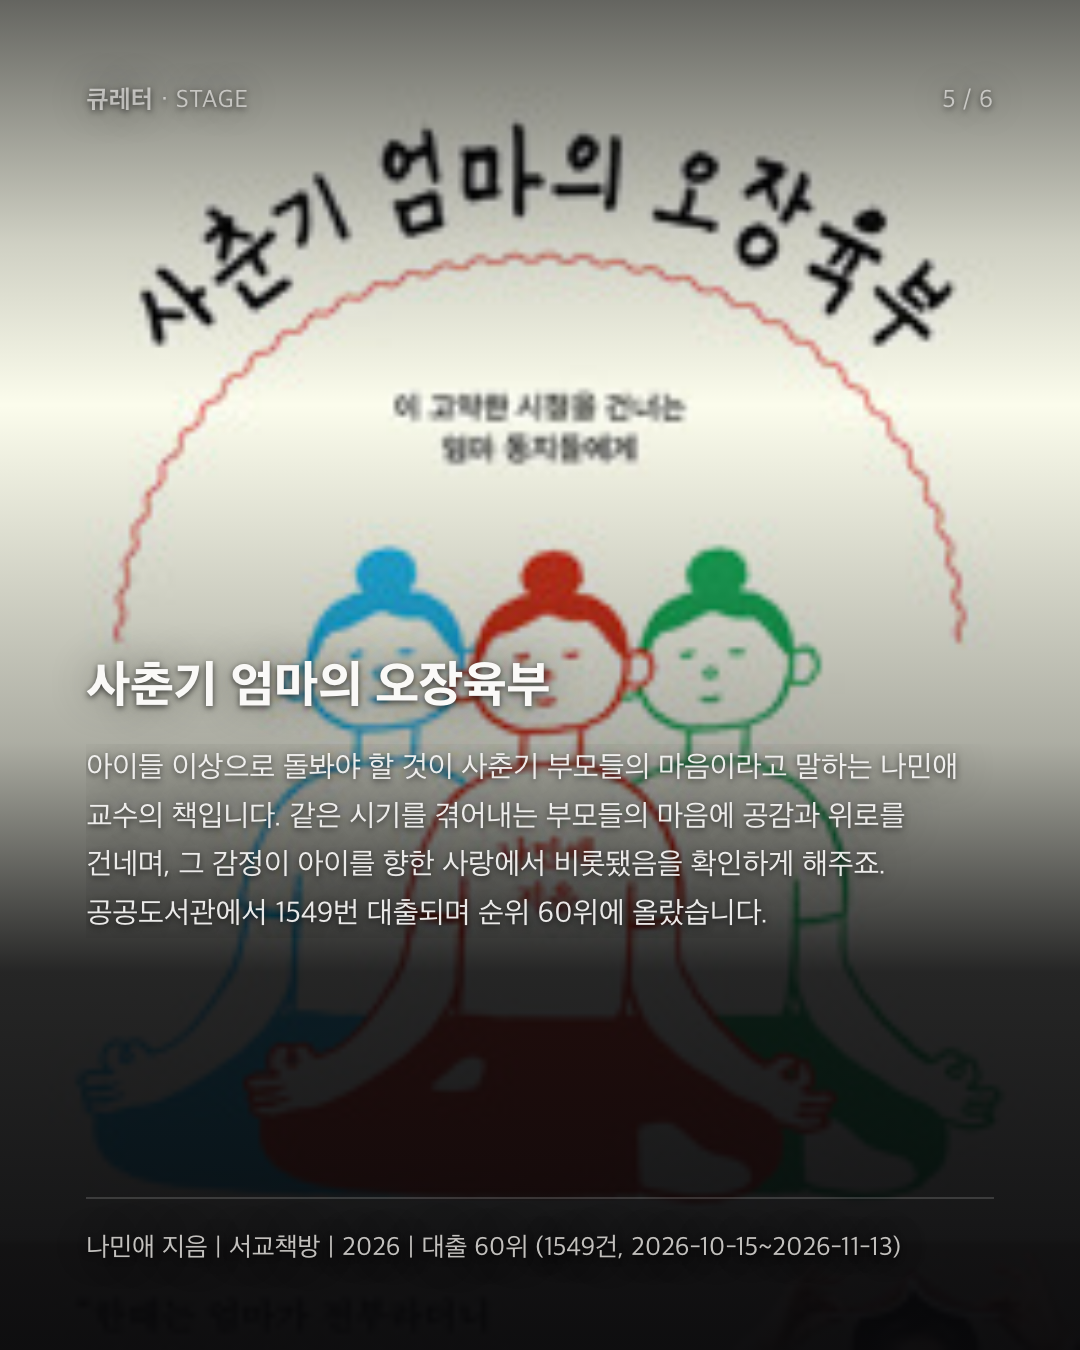 큐레터 · STAGE
5 / 6
사춘기 엄마의 오장육부
이 고약한 시절을 건너는
엄마 동지들에게
사춘기 엄마의 오장육부
아이들 이상으로 돌봐야 할 것이 사춘기 부모들의 마음이라고 말하는 나민애
교수의 책입니다. 같은 시기를 겪어내는 부모들의 마음에 공감과 위로를
건네며, 그 감정이 아이를 향한 사랑에서 비롯됐음을 확인하게 해주죠.
공공도서관에서 1549번 대출되며 순위 60위에 올랐습니다.
나민애 지음 | 서교책방 | 2026 | 대출 60위 (1549건, 2026-10-15~2026-11-13)
엄마가